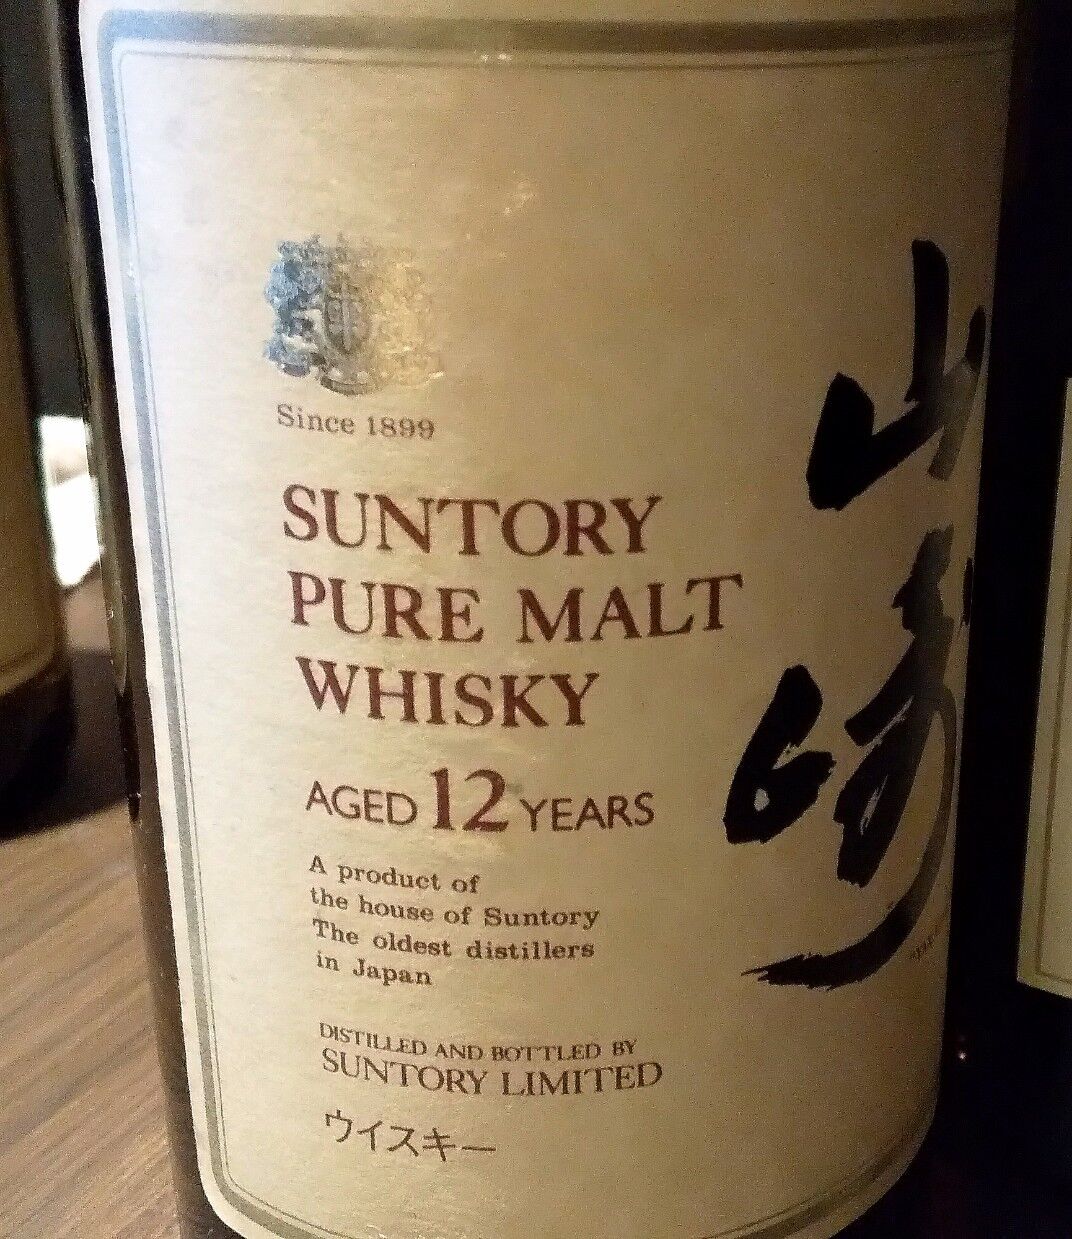 Since 1899
SUNTORY
PURE MALT
WHISKY
AGED 12 YEARS
A product of
the house of Suntory
The oldest distillers
in Japan
DISTILLED AND BOTTLED BY
SUNTORY LIMITED
ウイスキー
山崎